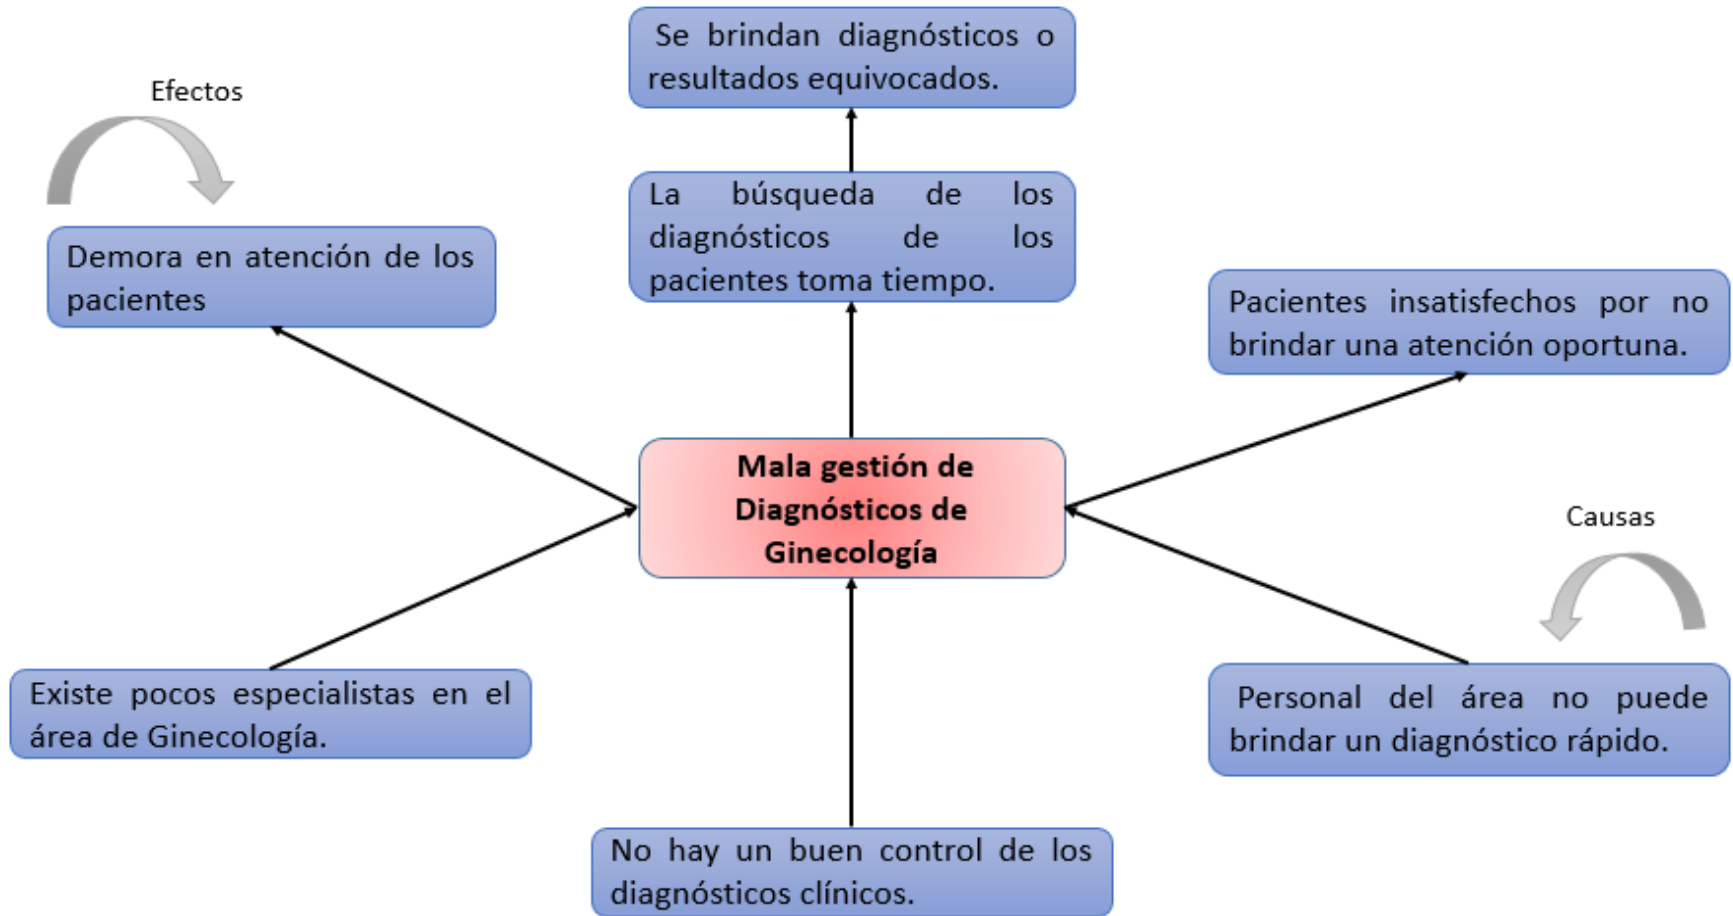 Se brindan diagnósticos o
resultados equivocados.
Efectos
La búsqueda de los
diagnósticos de los
pacientes toma tiempo.
Demora en atención de los
pacientes
Pacientes insatisfechos por no
brindar una atención oportuna.
Mala gestión de
Diagnósticos de
Ginecología
Causas
Existe pocos especialistas en el
área de Ginecología.
Personal del área no puede
brindar un diagnóstico rápido.
No hay un buen control de los
diagnósticos clínicos.